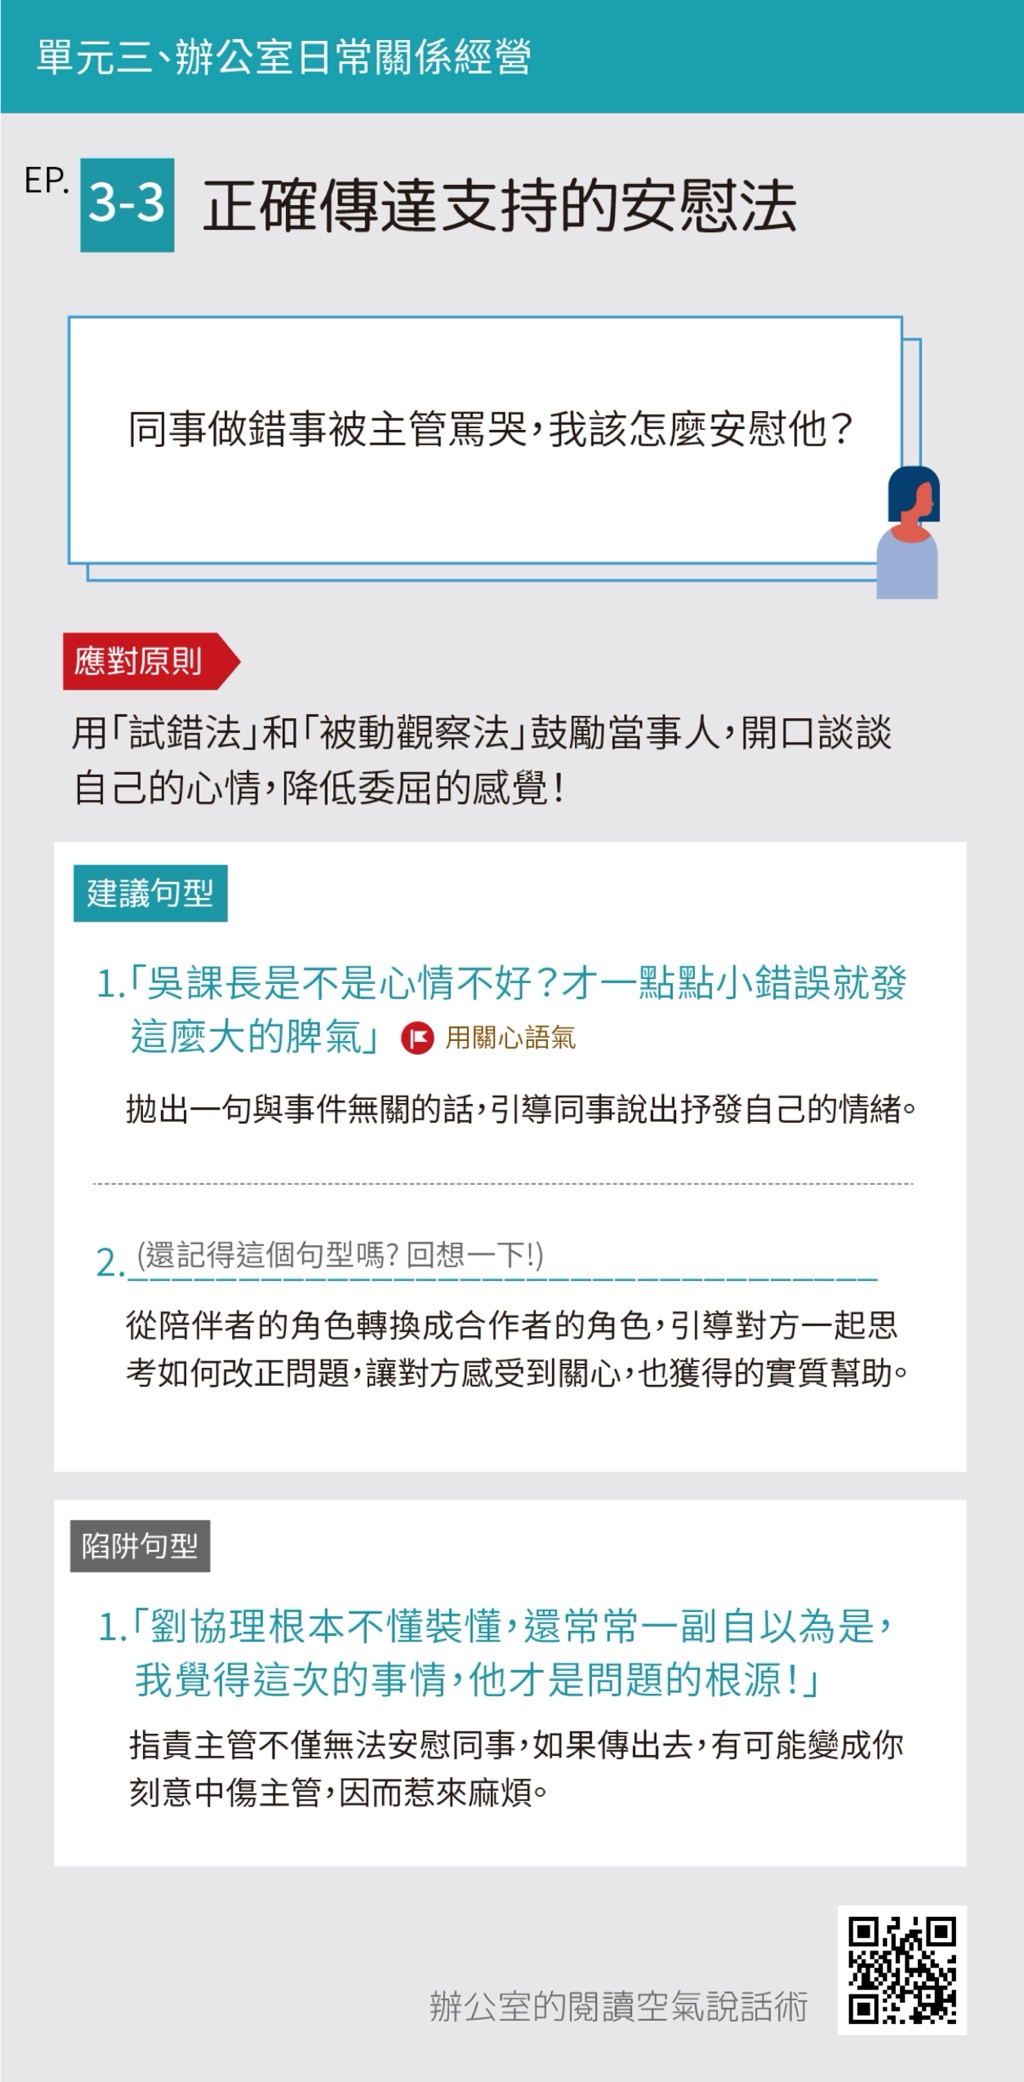 單元三、辦公室日常關係經營
EP. 3-3 正確傳達支持的安慰法
同事做錯事被主管罵哭，我該怎麼安慰他？
應對原則
用「試錯法」和「被動觀察法」鼓勵當事人，開口談談
自己的心情，降低委屈的感覺！
建議句型
1.「吳課長是不是心情不好？才一點點小錯誤就發
這麼大的脾氣」 用關心語氣
拋出一句與事件無關的話，引導同事說出抒發自己的情緒。
2. (還記得這個句型嗎? 回想一下!)
從陪伴者的角色轉換成合作者的角色，引導對方一起思
考如何改正問題，讓對方感受到關心，也獲得的實質幫助。
陷阱句型
1.「劉協理根本不懂裝懂，還常常一副自以為是，
我覺得這次的事情，他才是問題的根源！」
指責主管不僅無法安慰同事，如果傳出去，有可能變成你
刻意中傷主管，因而惹來麻煩。
辦公室的閱讀空氣說話術